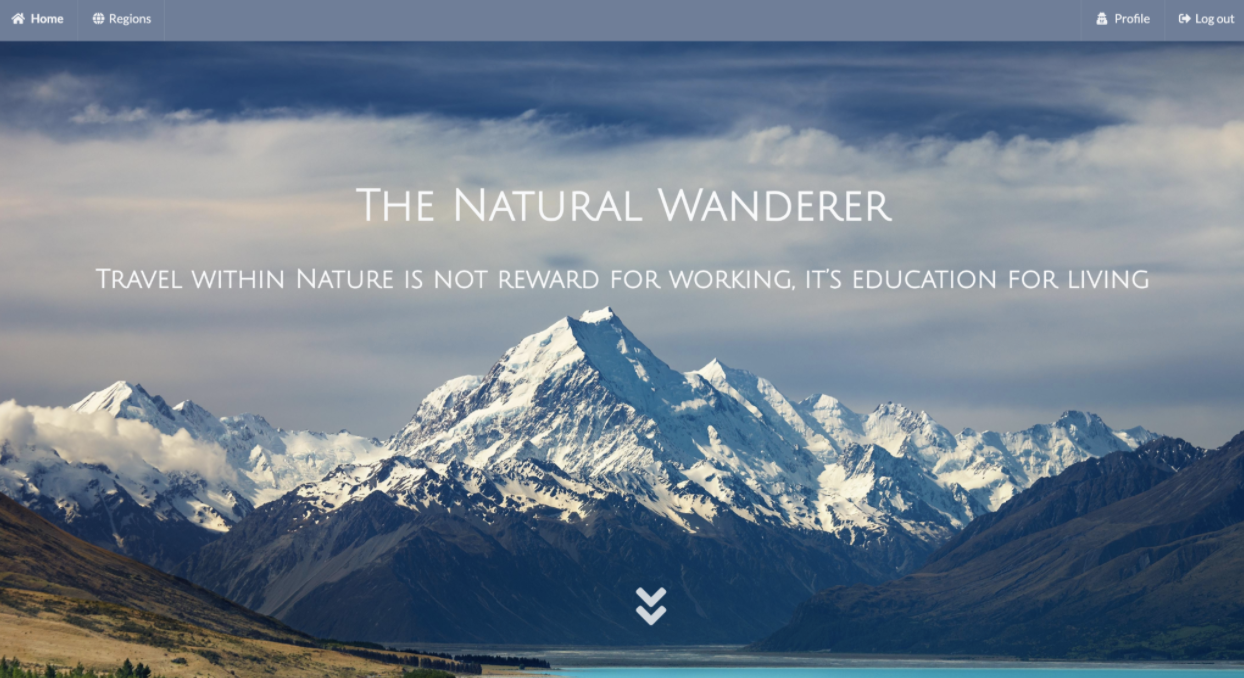 Home Regions Profile Log out
The Natural Wanderer
Travel within Nature is not reward for working, it's education for living